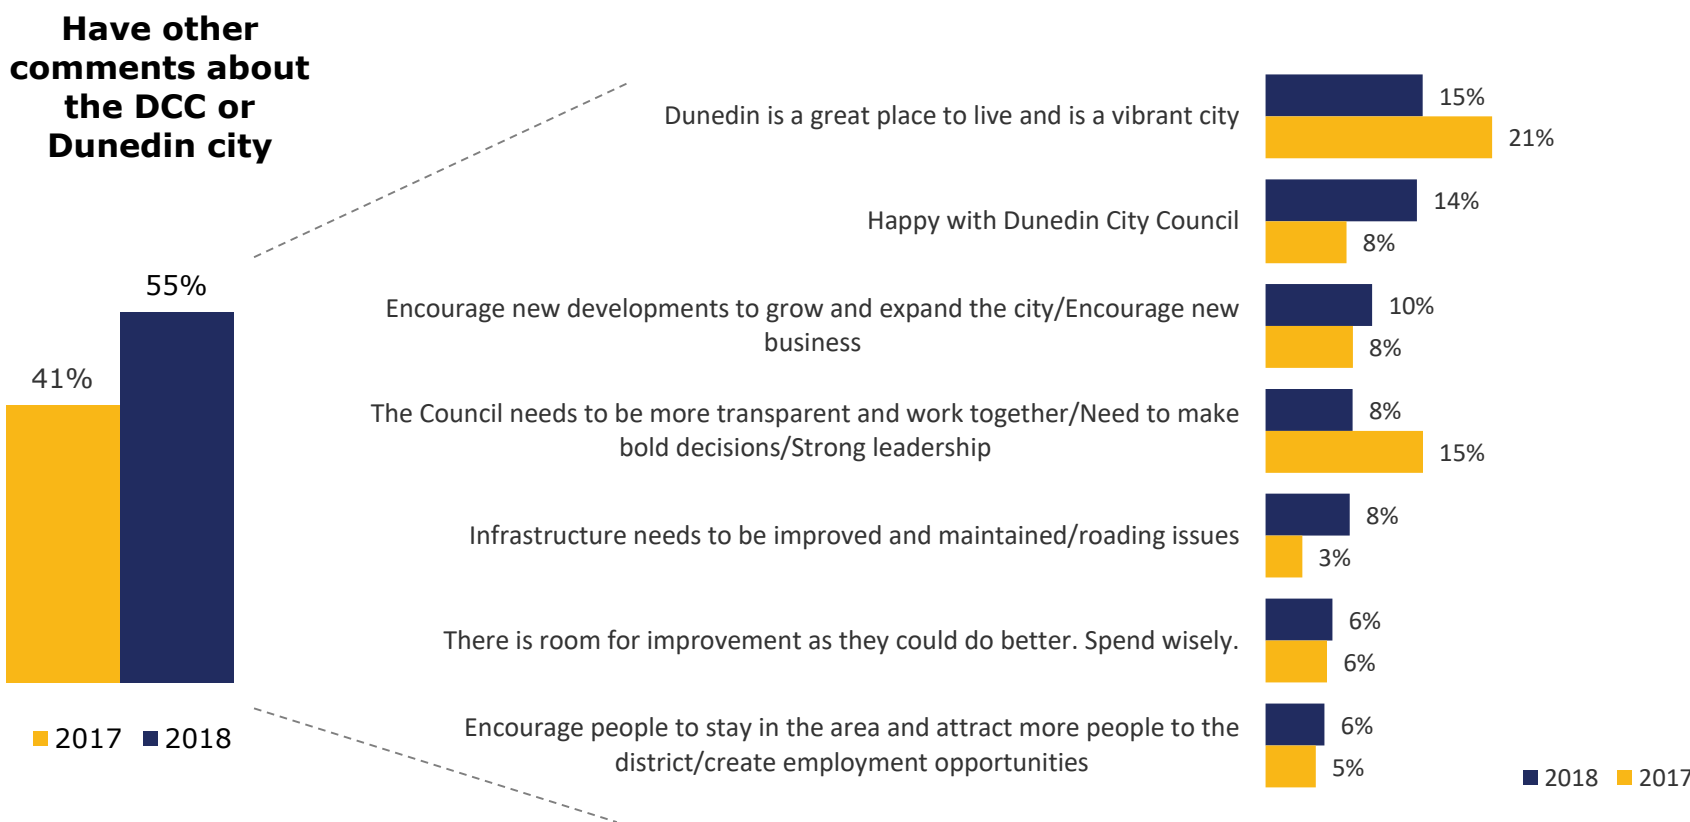 Have other
comments about
the DCC or
Dunedin city
55%
41%
2017 2018
Dunedin is a great place to live and is a vibrant city
15%
21%
Happy with Dunedin City Council
14%
8%
Encourage new developments to grow and expand the city/Encourage new
business
10%
8%
The Council needs to be more transparent and work together/Need to make
bold decisions/Strong leadership
8%
15%
Infrastructure needs to be improved and maintained/roading issues
8%
3%
There is room for improvement as they could do better. Spend wisely.
6%
6%
Encourage people to stay in the area and attract more people to the
district/create employment opportunities
6%
5%
2018 2017